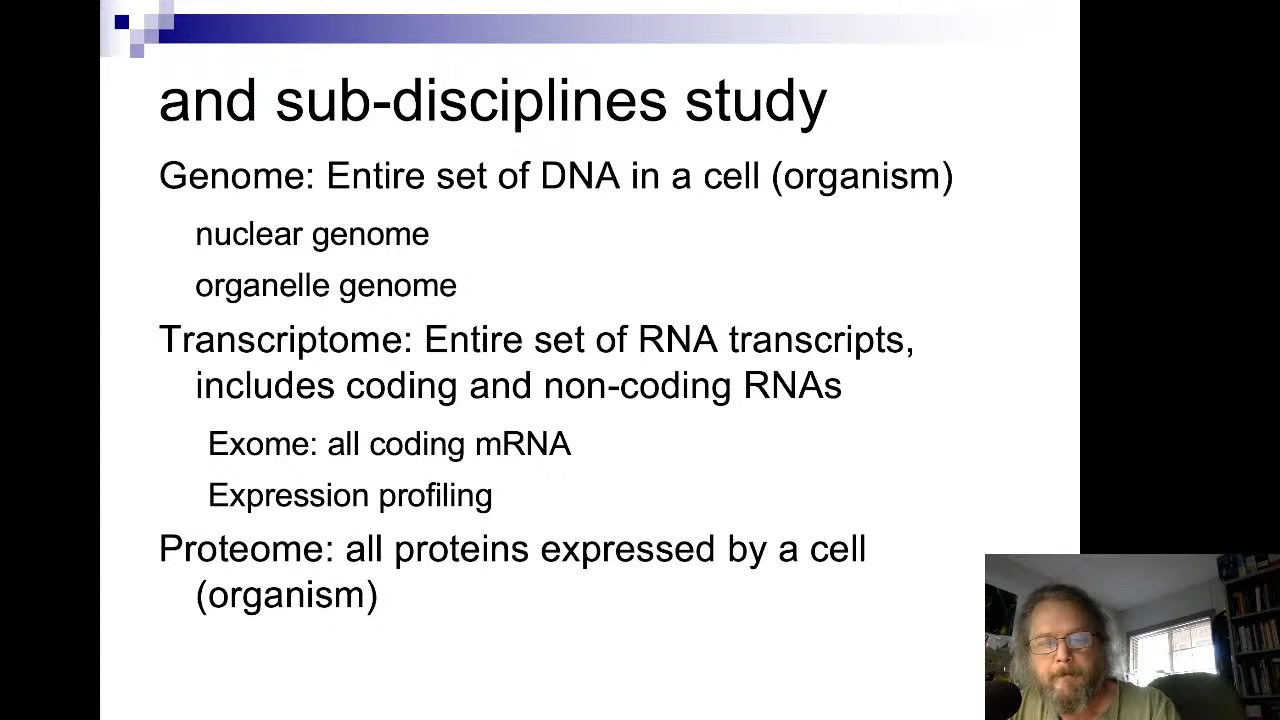 and sub-disciplines study
Genome: Entire set of DNA in a cell (organism)
nuclear genome
organelle genome
Transcriptome: Entire set of RNA transcripts,
includes coding and non-coding RNAs
Exome: all coding mRNA
Expression profiling
Proteome: all proteins expressed by a cell
(organism)